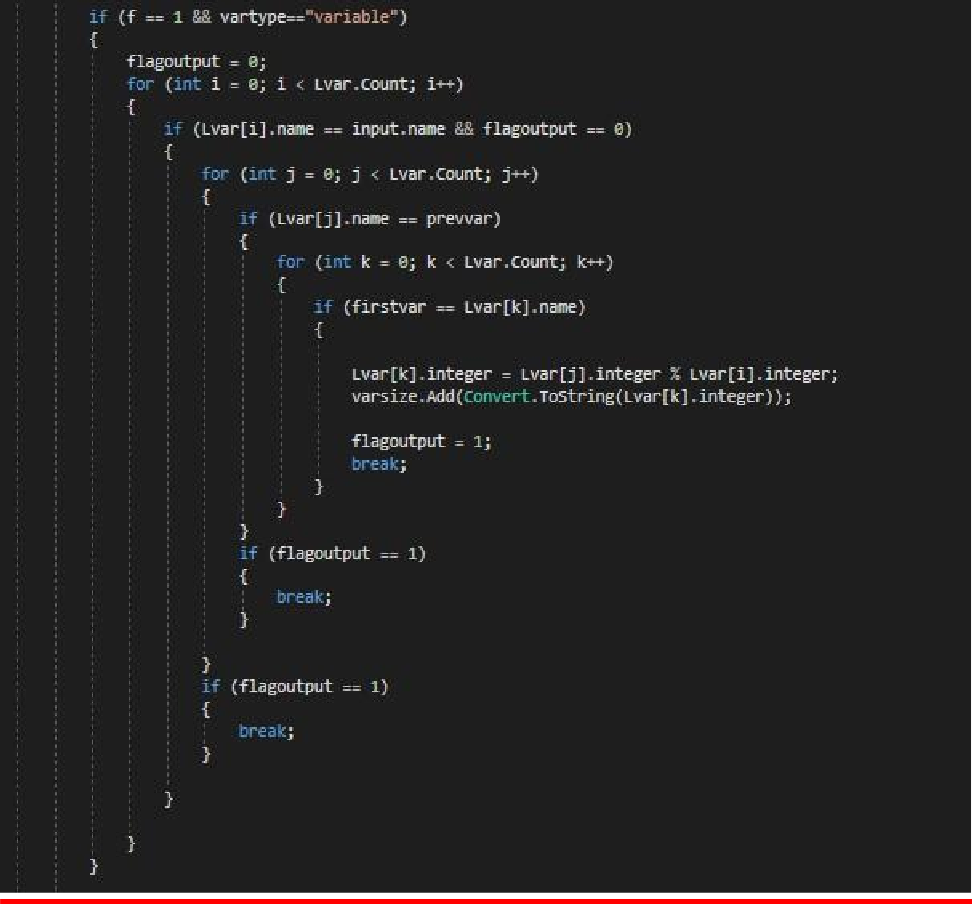 if (f == 1 && vartype=="variable")
{
flagoutput = 0;
for (int i = 0; i < Lvar.Count; i++)
{
if (Lvar[i].name == input.name && flagoutput == 0)
{
for (int j = 0; j < Lvar.Count; j++)
{
if (Lvar[j].name == prevvar)
{
for (int k = 0; k < Lvar.Count; k++)
{
if (firstvar == Lvar[k].name)
{
Lvar[k].integer = Lvar[j].integer % Lvar[i].integer;
varsize.Add(Convert.ToString(Lvar[k].integer));
flagoutput = 1;
break;
}
}
}
if (flagoutput == 1)
{
break;
}
}
if (flagoutput == 1)
{
break;
}
}
}
}